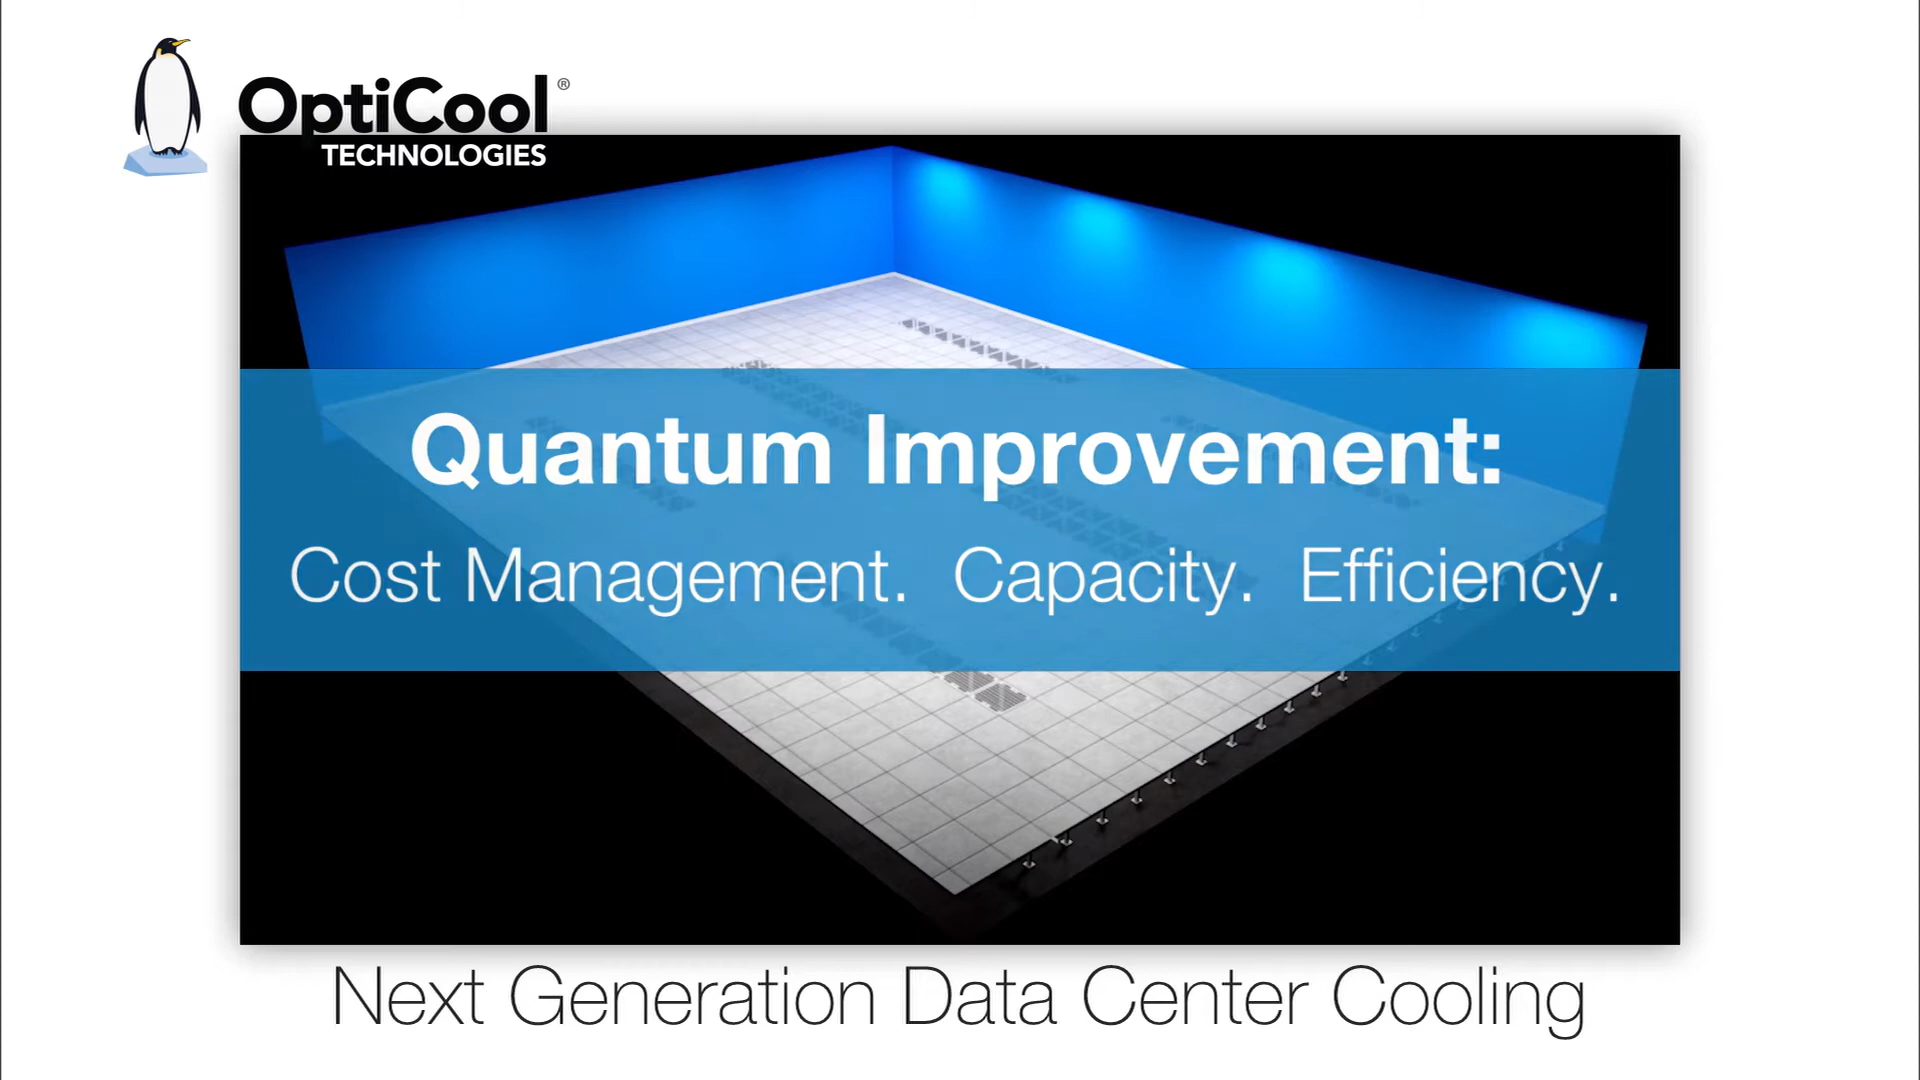 OptiCool®
TECHNOLOGIES
Quantum Improvement:
Cost Management. Capacity. Efficiency.
Next Generation Data Center Cooling